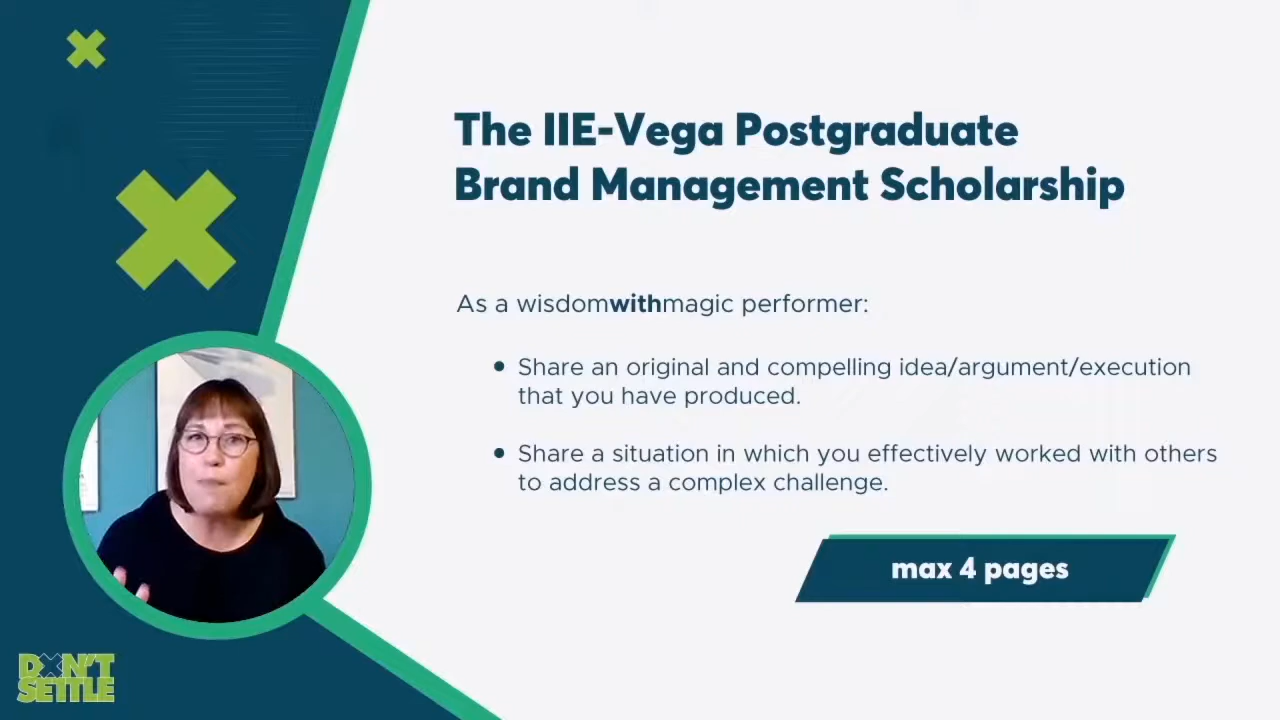 The IIE-Vega Postgraduate
Brand Management Scholarship
As a wisdomwithmagic performer:
• Share an original and compelling idea/argument/execution
that you have produced.
• Share a situation in which you effectively worked with others
to address a complex challenge.
max 4 pages
DON'T
SETTLE